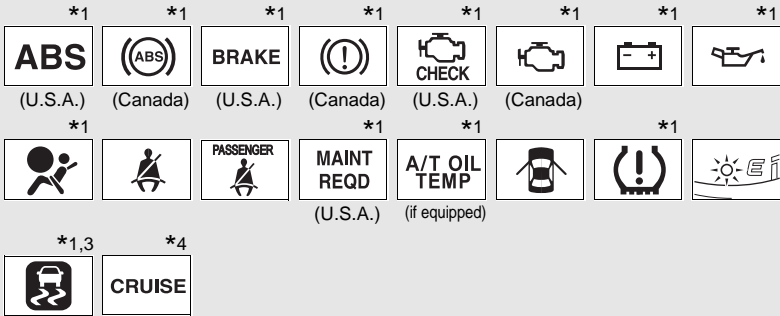 *1 *1 *1 *1 *1 *1 *1 *1
ABS (ABS) BRAKE (!) CHECK - +
(U.S.A.) (Canada) (U.S.A.) (Canada) (U.S.A.) (Canada)
*1 *1 *1 *1
PASSENGER MAINT REQD A/T OIL TEMP (!)
(U.S.A.) (if equipped)
*1,3 *4
CRUISE